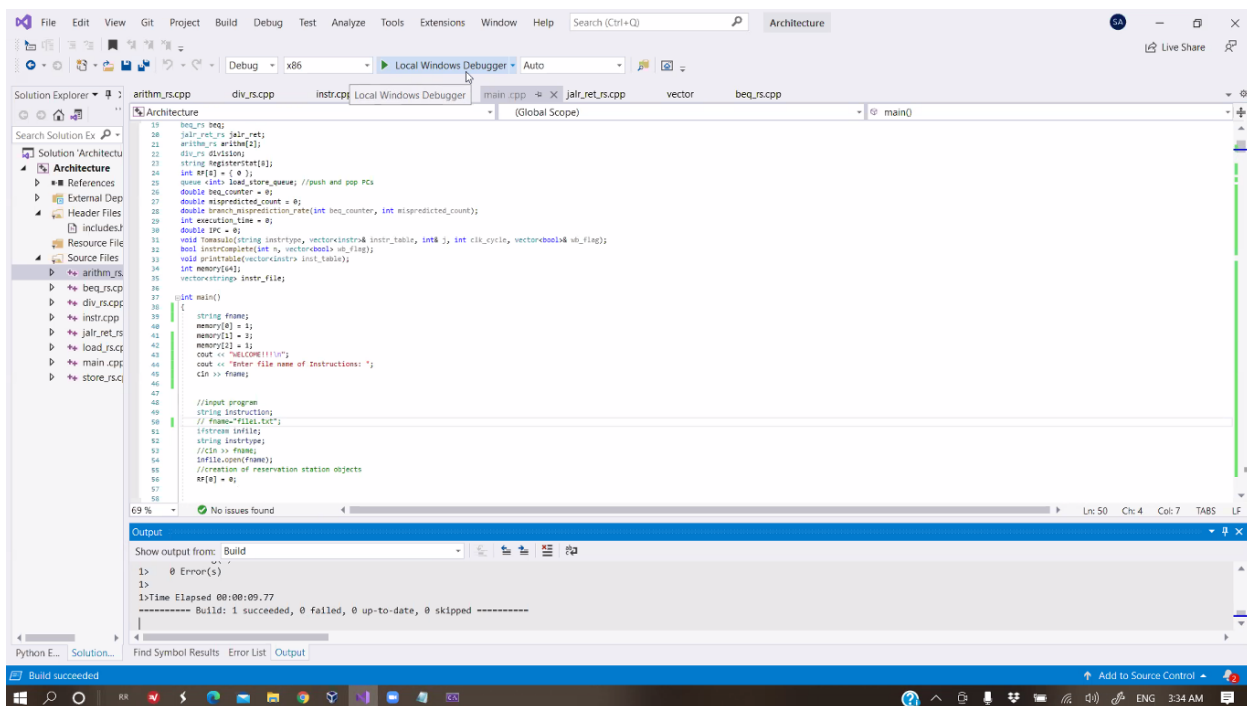 File Edit View Git Project Build Debug Test Analyze Tools Extensions Window Help Search (Ctrl+Q) Architecture SA
Live Share
Debug x86 Local Windows Debugger Auto
Solution Explorer arithm_rs.cpp div_rs.cpp instr.cpp Local Windows Debugger main .cpp jalr_ret_rs.cpp vector beq_rs.cpp
Architecture (Global Scope) main()
Search Solution Ex
Solution 'Architectu
Architecture
References
External Dep
Header Files
includes.h
Resource File
Source Files
arithm_rs.
beq_rs.cp
div_rs.cpp
instr.cpp
jalr_ret_rs
load_rs.cp
main .cpp
store_rs.c
19 beq_rs beq;
20 jalr_ret_rs jalr_ret;
21 arithm_rs arithm[2];
22 div_rs division;
23 string RegisterStat[8];
24 int RF[8] = { 0 };
25 queue <int> load_store_queue; //push and pop PCs
26 double beq_counter = 0;
27 double mispredicted_count = 0;
28 double branch_misprediction_rate(int beq_counter, int mispredicted_count);
29 int execution_time = 0;
30 double IPC = 0;
31 void Tomasulo(string instrtype, vector<instr>& instr_table, int& j, int clk_cycle, vector<bool>& wb_flag);
32 bool instrComplete(int n, vector<bool> wb_flag);
33 void printTable(vector<instr> inst_table);
34 int memory[64];
35 vector<string> instr_file;
36
37 int main()
38 {
39 string fname;
40 memory[0] = 1;
41 memory[1] = 3;
42 memory[2] = 1;
43 cout << "WELCOME!!!\n";
44 cout << "Enter file name of Instructions: ";
45 cin >> fname;
46
47
48 //input program
49 string instruction;
50 // fname="file1.txt";
51 ifstream infile;
52 string instrtype;
53 //cin >> fname;
54 infile.open(fname);
55 //creation of reservation station objects
56 RF[0] = 0;
57
58
69 % No issues found Ln: 50 Ch: 4 Col: 7 TABS LF
Output
Show output from: Build
1> 0 Error(s)
1>
1>Time Elapsed 00:00:09.77
========== Build: 1 succeeded, 0 failed, 0 up-to-date, 0 skipped ==========
Python E... Solution... Find Symbol Results Error List Output
Build succeeded Add to Source Control 2
RR ENG 3:34 AM